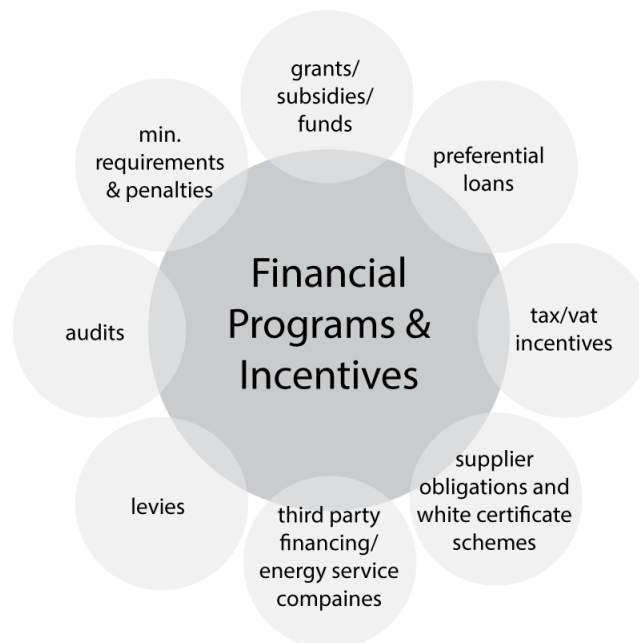 grants/
subsidies/
funds
preferential
loans
tax/vat
incentives
supplier
obligations and
white certificate
schemes
third party
financing/
energy service
compaines
levies
audits
min.
requirements
& penalties
Financial
Programs &
Incentives